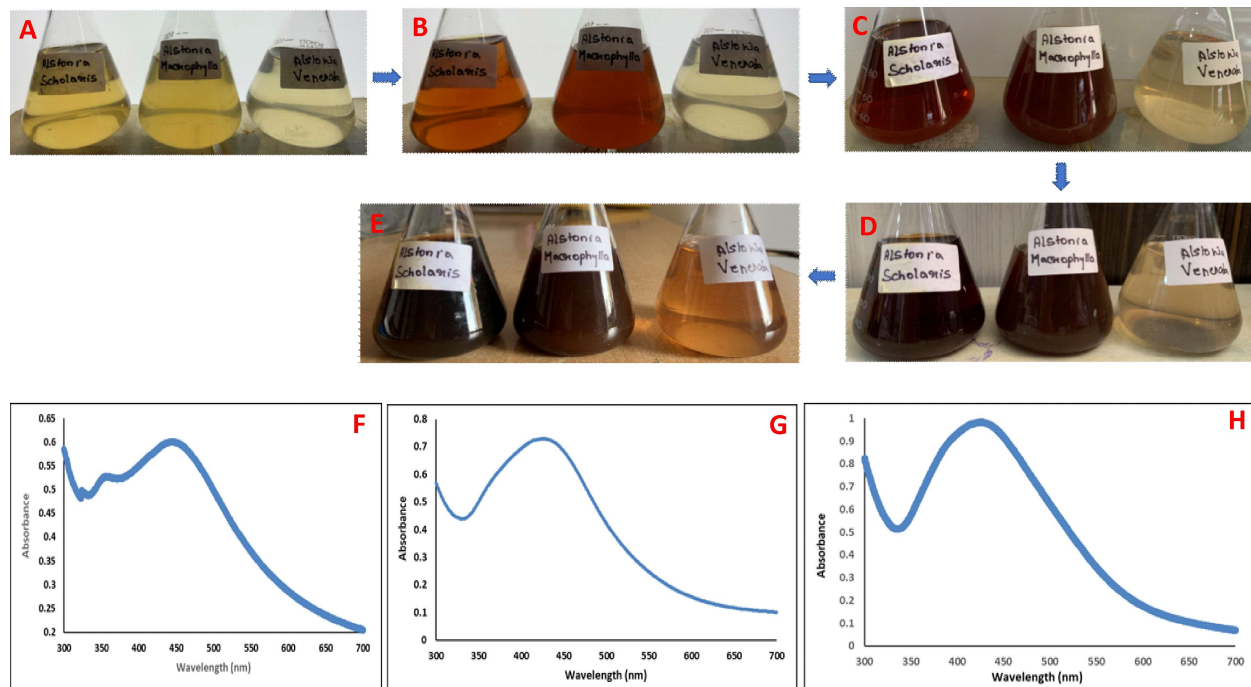 A
Alstonia
Scholaris
Alstonia
Macrophylla
Alstonia
Venenata
B
Alstonia
Scholaris
Alstonia
Macrophylla
Alstonia
Venenata
C
Alstonia
Scholaris
Alstonia
Macrophylla
Alstonia
Venenata
E
Alstonia
Scholaris
Alstonia
Macrophylla
Alstonia
Venenata
D
Alstonia
Scholaris
Alstonia
Macrophylla
Alstonia
Venenata
F
0.65
0.6
0.55
0.5
0.45
0.4
0.35
0.3
0.25
0.2
Absorbance
300 350 400 450 500 550 600 650 700
Wavelength (nm)
G
0.8
0.7
0.6
0.5
0.4
0.3
0.2
0.1
0
Absorbance
300 350 400 450 500 550 600 650 700
Wavelength (nm)
H
1
0.9
0.8
0.7
0.6
0.5
0.4
0.3
0.2
0.1
0
Absorbance
300 350 400 450 500 550 600 650 700
Wavelength (nm)